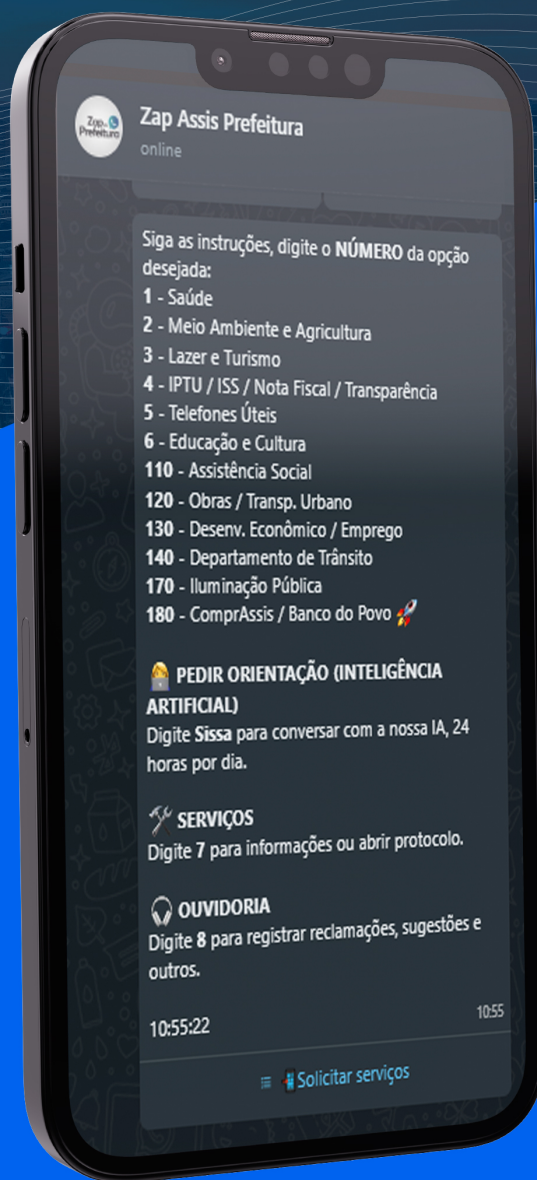 Zap
Prefeitura
Zap Assis Prefeitura
online
Siga as instruções, digite o NÚMERO da opção
desejada:
1 - Saúde
2 - Meio Ambiente e Agricultura
3 - Lazer e Turismo
4 - IPTU / ISS / Nota Fiscal / Transparência
5 - Telefones Úteis
6 - Educação e Cultura
110 - Assistência Social
120 - Obras / Transp. Urbano
130 - Desenv. Econômico / Emprego
140 - Departamento de Trânsito
170 - Iluminação Pública
180 - ComprAssis / Banco do Povo 🚀
👩‍💻 PEDIR ORIENTAÇÃO (INTELIGÊNCIA
ARTIFICIAL)
Digite Sissa para conversar com a nossa IA, 24
horas por dia.
🛠 SERVIÇOS
Digite 7 para informações ou abrir protocolo.
🎧 OUVIDORIA
Digite 8 para registrar reclamações, sugestões e
outros.
10:55:22
10:55
📲Solicitar serviços